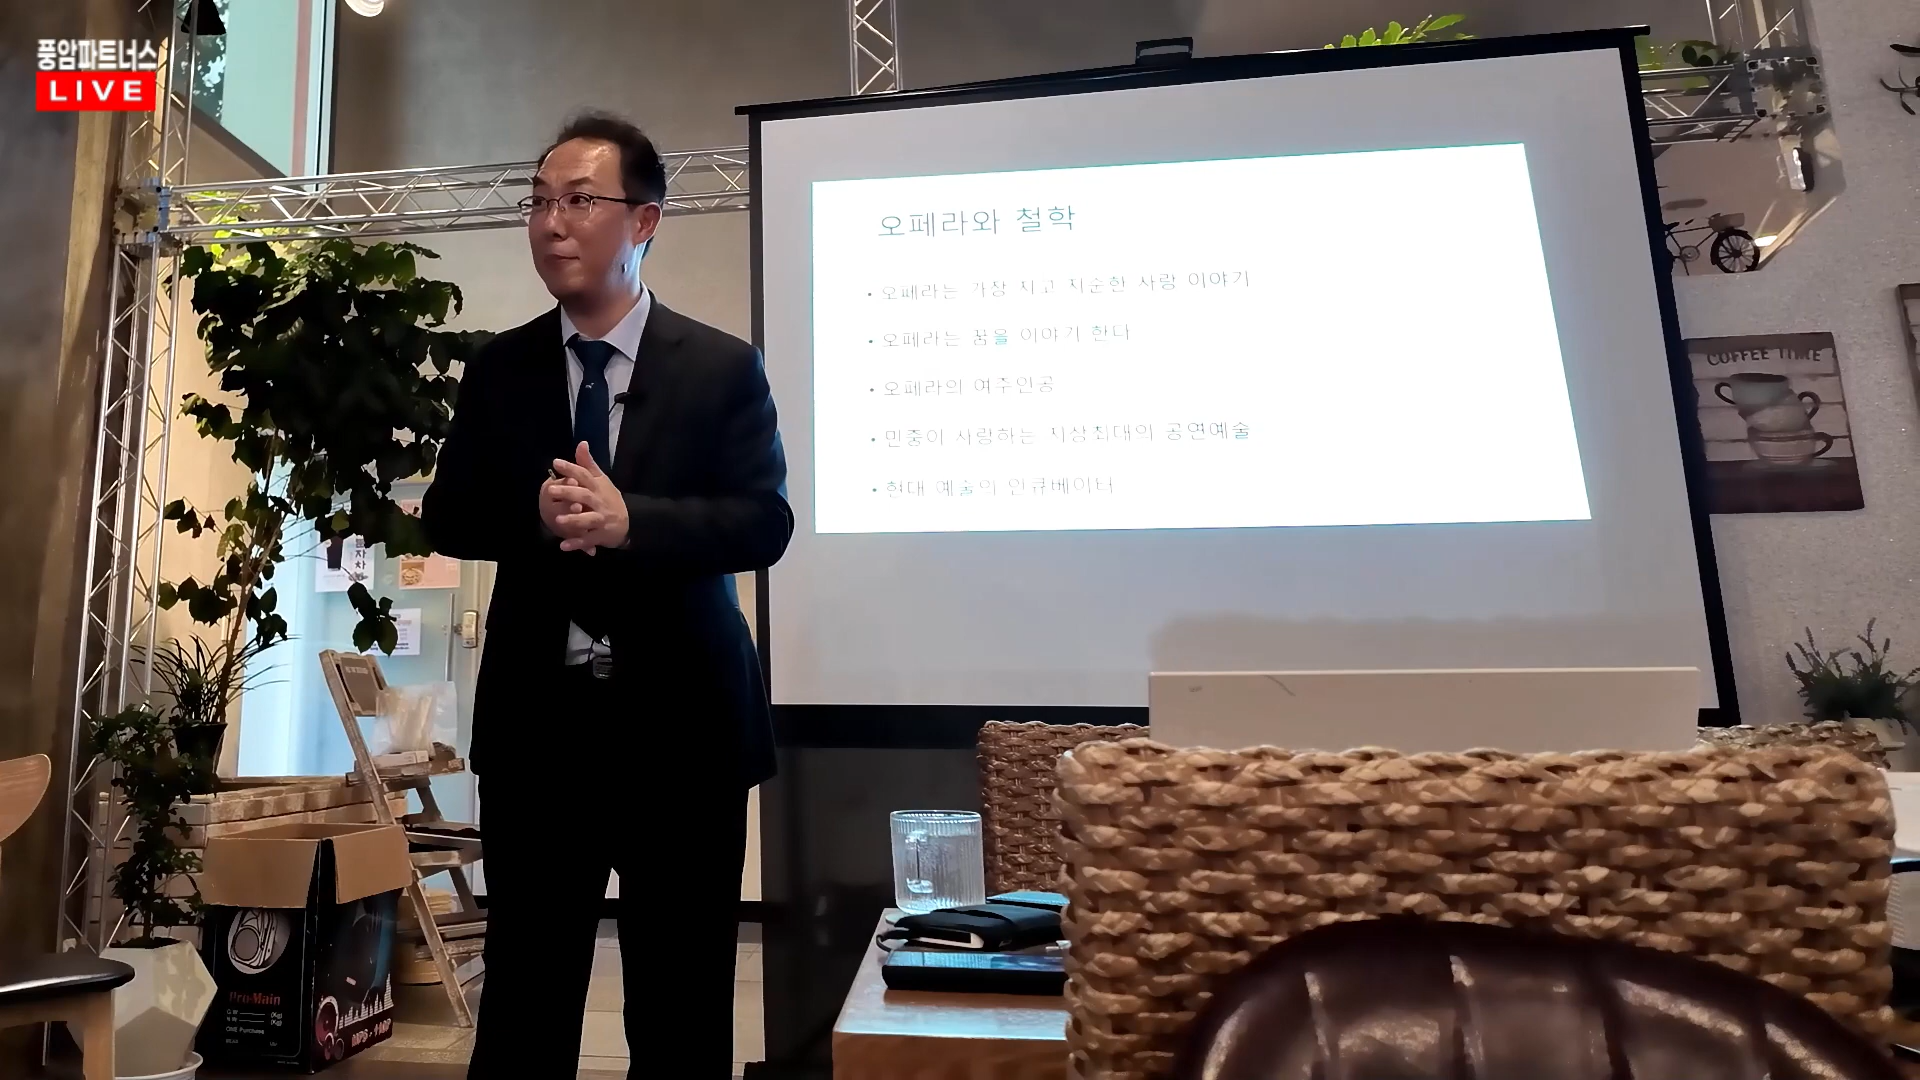 풍암파트너스
LIVE
오페라와 철학
• 오페라는 가장 지고 지순한 사랑 이야기
• 오페라는 꿈을 이야기 한다
• 오페라의 여주인공
• 민중이 사랑하는 지상최대의 공연예술
• 현대 예술의 인큐베이터
COFFEE TIME
Pro-Main
G.W (Kg)
N.W (Kg)